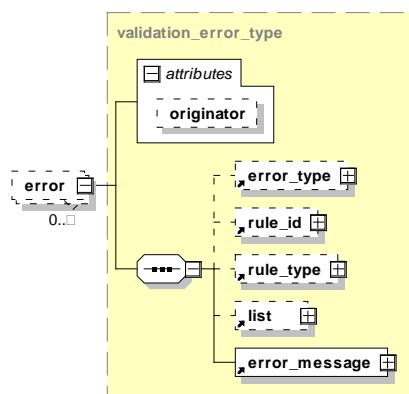 validation_error_type
attributes
originator
error
0..□
error_type
rule_id
rule_type
list
error_message